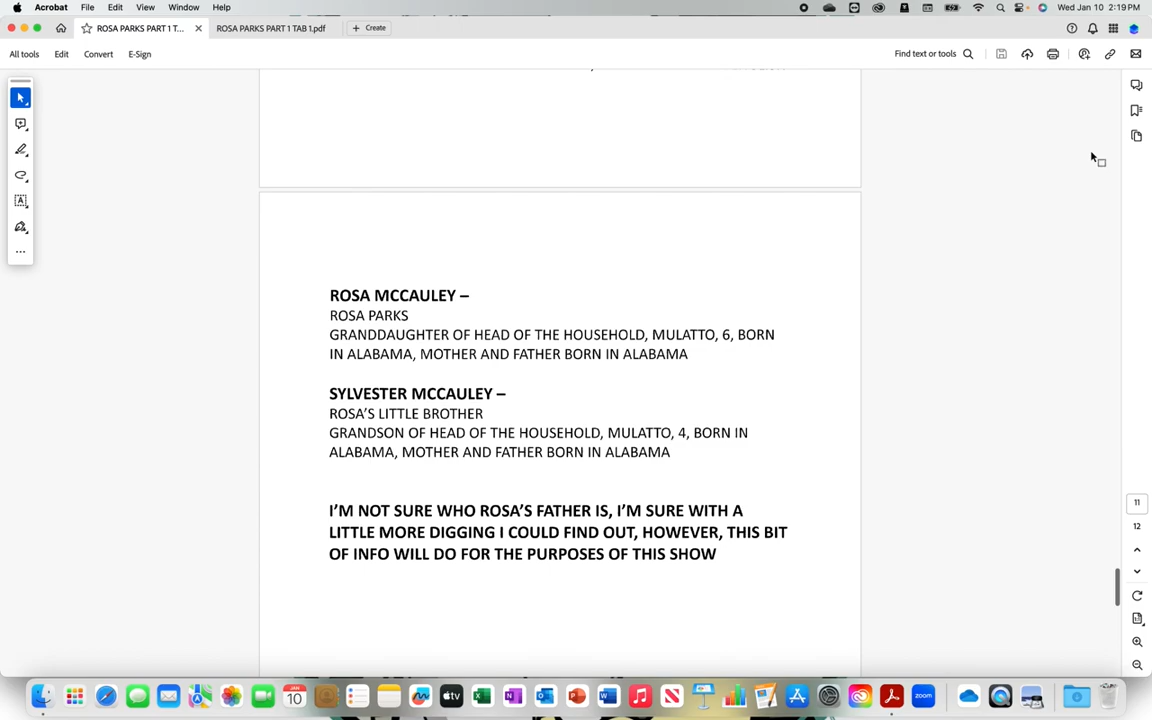 Acrobat File Edit View Window Help
Wed Jan 10 2:19 PM
ROSA PARKS PART 1 T...
ROSA PARKS PART 1 TAB 1.pdf
+ Create
All tools Edit Convert E-Sign
Find text or tools
ROSA MCCAULEY –
ROSA PARKS
GRANDDAUGHTER OF HEAD OF THE HOUSEHOLD, MULATTO, 6, BORN
IN ALABAMA, MOTHER AND FATHER BORN IN ALABAMA
SYLVESTER MCCAULEY –
ROSA'S LITTLE BROTHER
GRANDSON OF HEAD OF THE HOUSEHOLD, MULATTO, 4, BORN IN
ALABAMA, MOTHER AND FATHER BORN IN ALABAMA
I'M NOT SURE WHO ROSA'S FATHER IS, I'M SURE WITH A
LITTLE MORE DIGGING I COULD FIND OUT, HOWEVER, THIS BIT
OF INFO WILL DO FOR THE PURPOSES OF THIS SHOW
11
12
JAN
10
tv
zoom